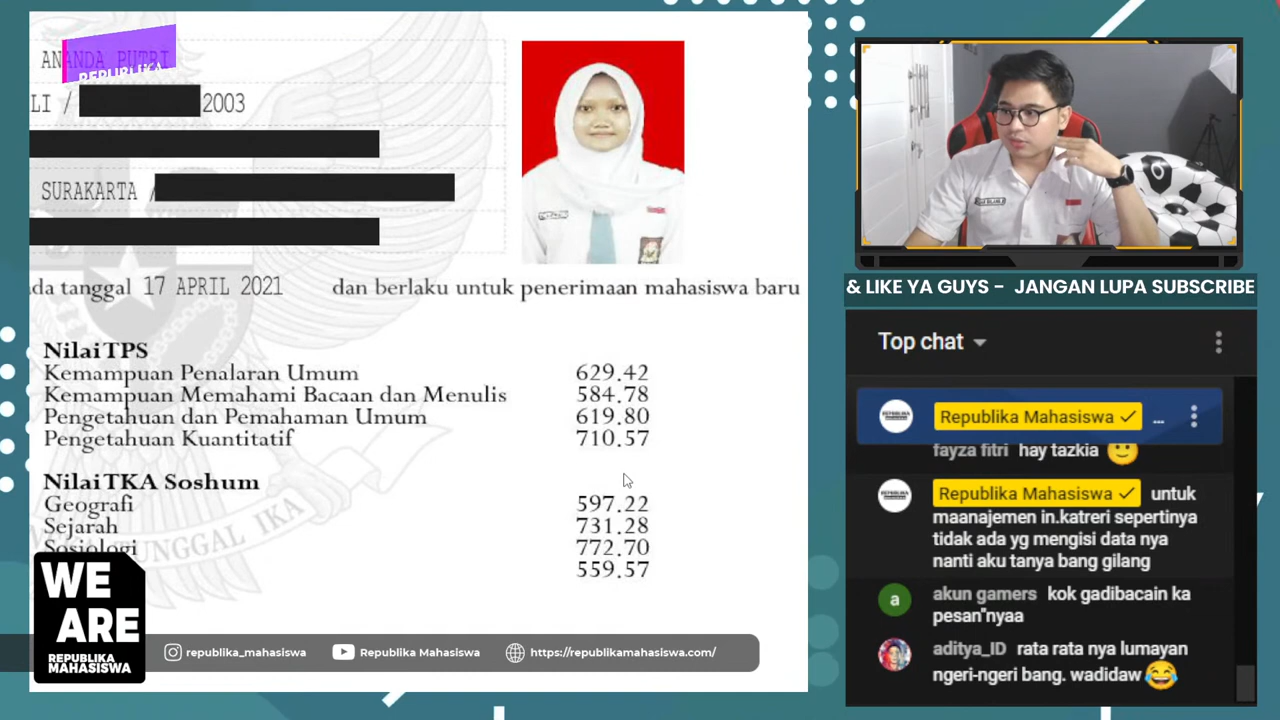 ANANDA PUTRI
REPUBLIKA
LI /
2003
SURAKARTA /
da tanggal 17 APRIL 2021 dan berlaku untuk penerimaan mahasiswa baru
Nilai TPS
Kemampuan Penalaran Umum 629.42
Kemampuan Memahami Bacaan dan Menulis 584.78
Pengetahuan dan Pemahaman Umum 619.80
Pengetahuan Kuantitatif 710.57
Nilai TKA Soshum
Geografi 597.22
Sejarah 731.28
Sosiologi 772.70
559.57
TUNGGAL IKA
WE
ARE
REPUBLIKA
MAHASISWA
republika_mahasiswa
Republika Mahasiswa
https://republikamahasiswa.com/
& LIKE YA GUYS - JANGAN LUPA SUBSCRIBE
Top chat
Republika Mahasiswa ✓ ...
fayza fitri hay tazkia 🙂
Republika Mahasiswa ✓ untuk
maanajemen in.katreri sepertinya
tidak ada yg mengisi data nya
nanti aku tanya bang gilang
a
akun gamers kok gadibacain ka
pesan"nyaa
aditya_ID rata rata nya lumayan
ngeri-ngeri bang. wadidaw 😂